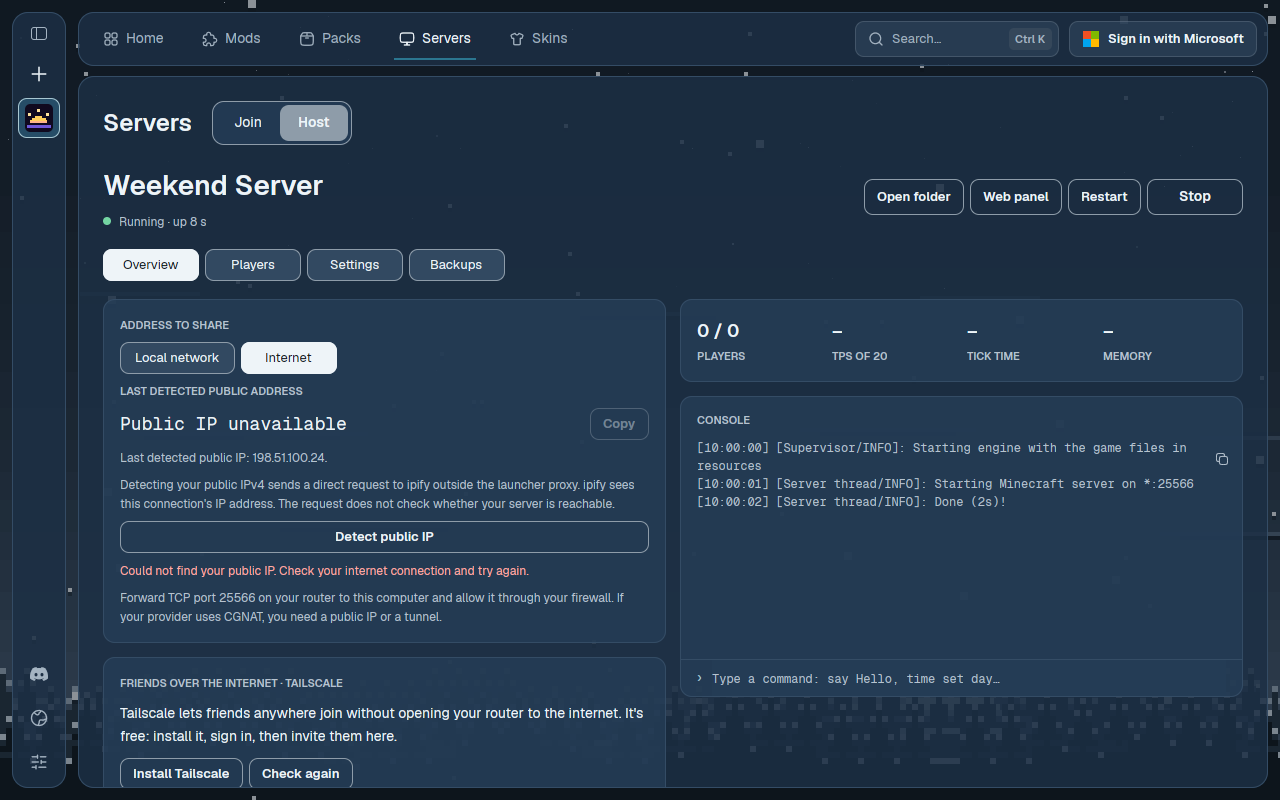 Home
Mods
Packs
Servers
Skins
Search...
Ctrl K
Sign in with Microsoft
Servers
Join
Host
Weekend Server
Running · up 8 s
Open folder
Web panel
Restart
Stop
Overview
Players
Settings
Backups
ADDRESS TO SHARE
Local network
Internet
LAST DETECTED PUBLIC ADDRESS
Public IP unavailable
Copy
Last detected public IP: 198.51.100.24.
Detecting your public IPv4 sends a direct request to ipify outside the launcher proxy. ipify sees
this connection's IP address. The request does not check whether your server is reachable.
Detect public IP
Could not find your public IP. Check your internet connection and try again.
Forward TCP port 25566 on your router to this computer and allow it through your firewall. If
your provider uses CGNAT, you need a public IP or a tunnel.
FRIENDS OVER THE INTERNET · TAILSCALE
Tailscale lets friends anywhere join without opening your router to the internet. It's
free: install it, sign in, then invite them here.
Install Tailscale
Check again
0 / 0
PLAYERS
–
TPS OF 20
–
TICK TIME
–
MEMORY
CONSOLE
[10:00:00] [Supervisor/INFO]: Starting engine with the game files in
resources
[10:00:01] [Server thread/INFO]: Starting Minecraft server on *:25566
[10:00:02] [Server thread/INFO]: Done (2s)!
› Type a command: say Hello, time set day…